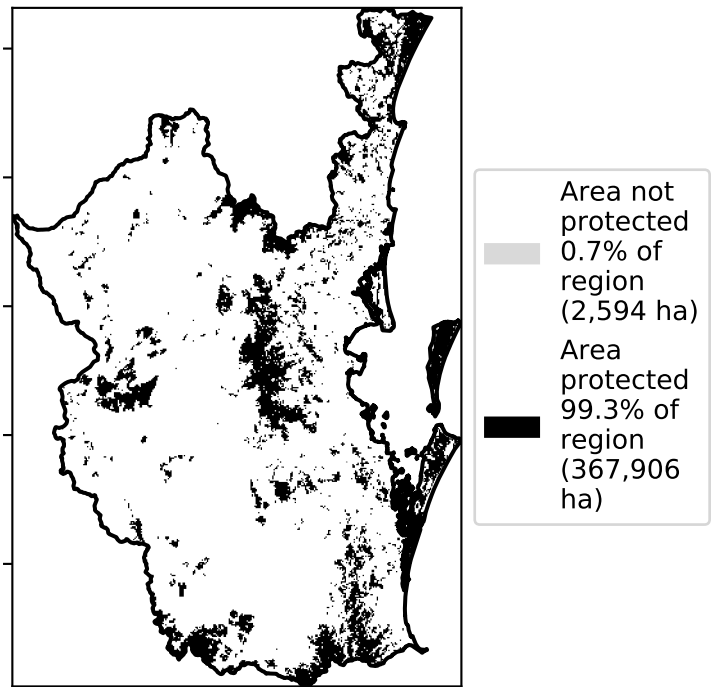 Area not
protected
0.7% of
region
(2,594 ha)
Area
protected
99.3% of
region
(367,906
ha)